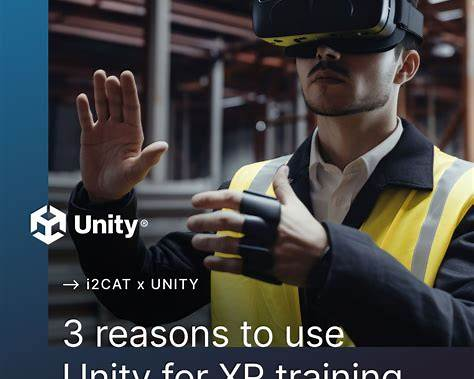 Unity®
→ i2CAT x UNITY
3 reasons to use
Unity for XR training